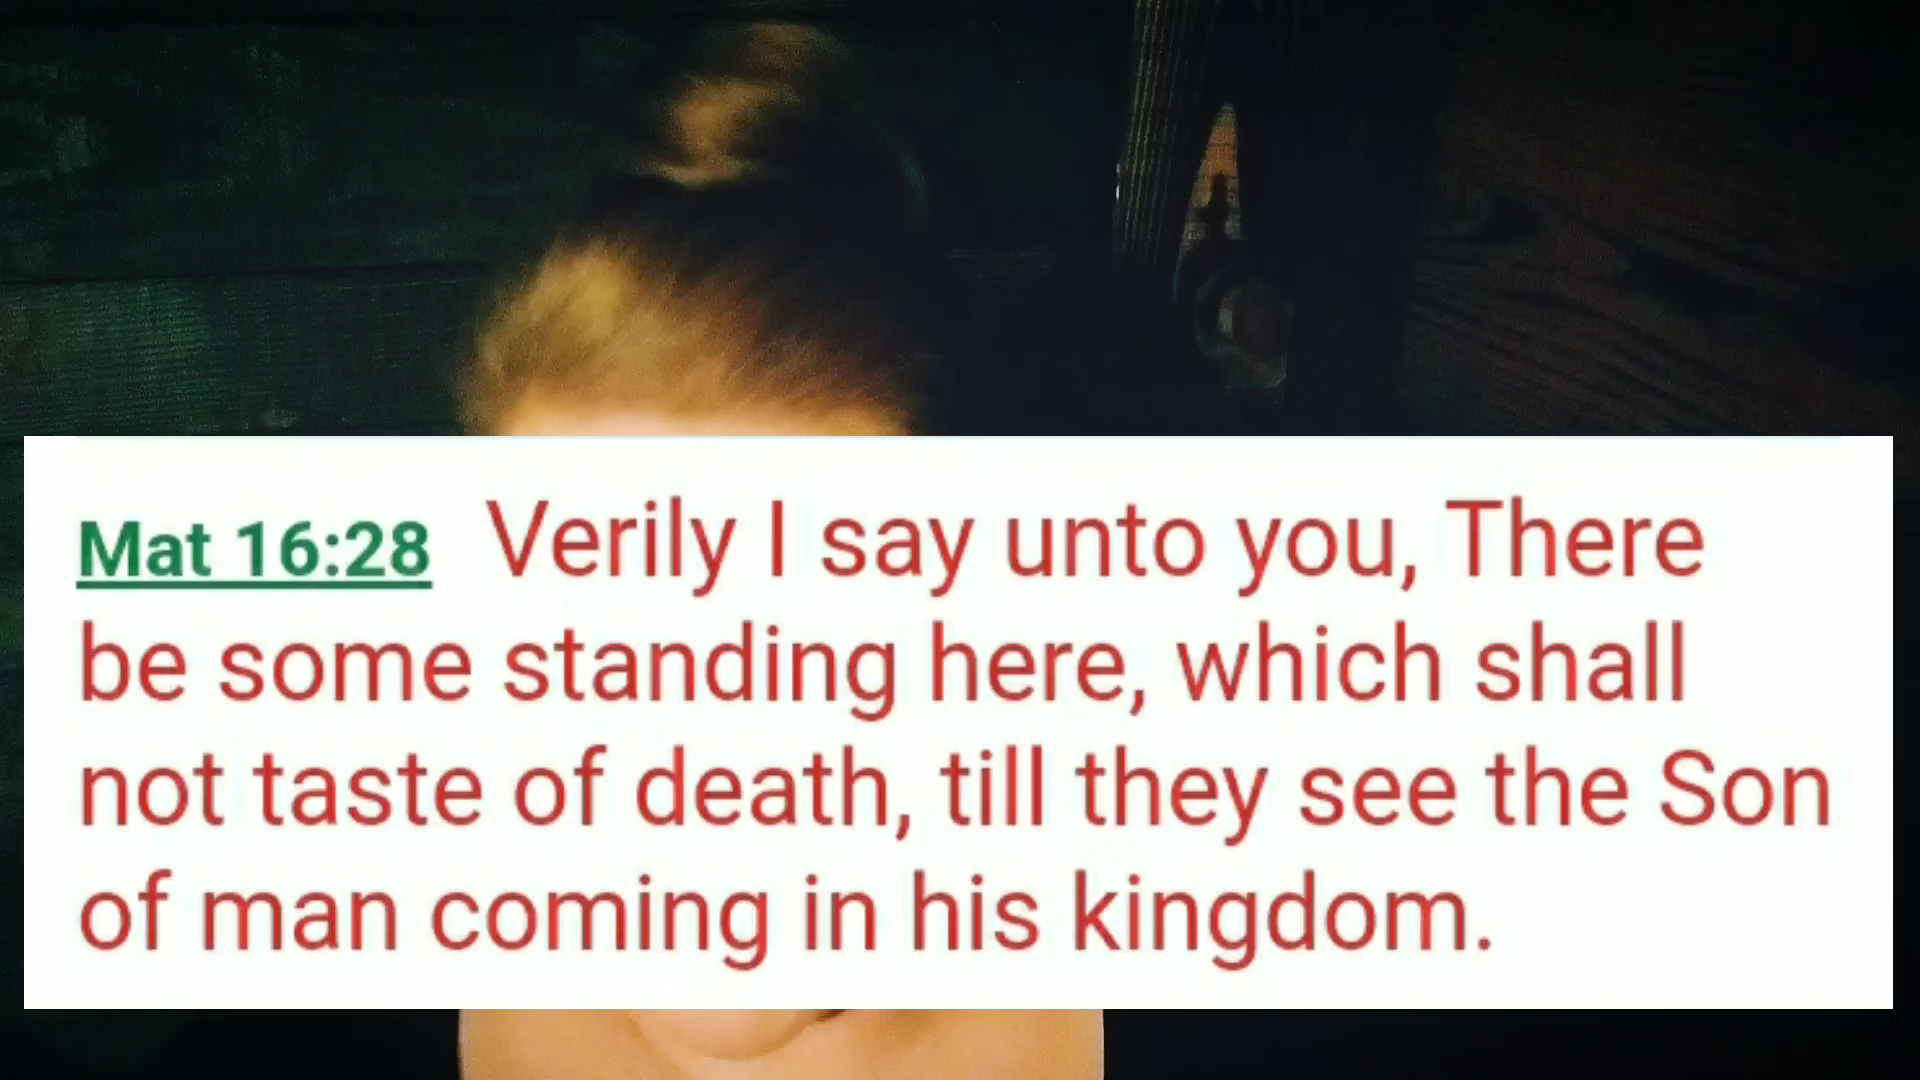 Mat 16:28 Verily I say unto you, There
be some standing here, which shall
not taste of death, till they see the Son
of man coming in his kingdom.